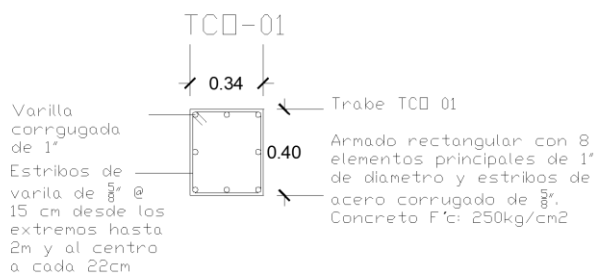 TC□-01
0.34
Varilla
corrgugada
de 1"
Estribos de
varila de 5/8" @
15 cm desde los
extremos hasta
2m y al centro
a cada 22cm
0.40
Trabe TC□ 01
Armado rectangular con 8
elementos principales de 1"
de diametro y estribos de
acero corrugado de 5/8".
Concreto F'c: 250kg/cm2